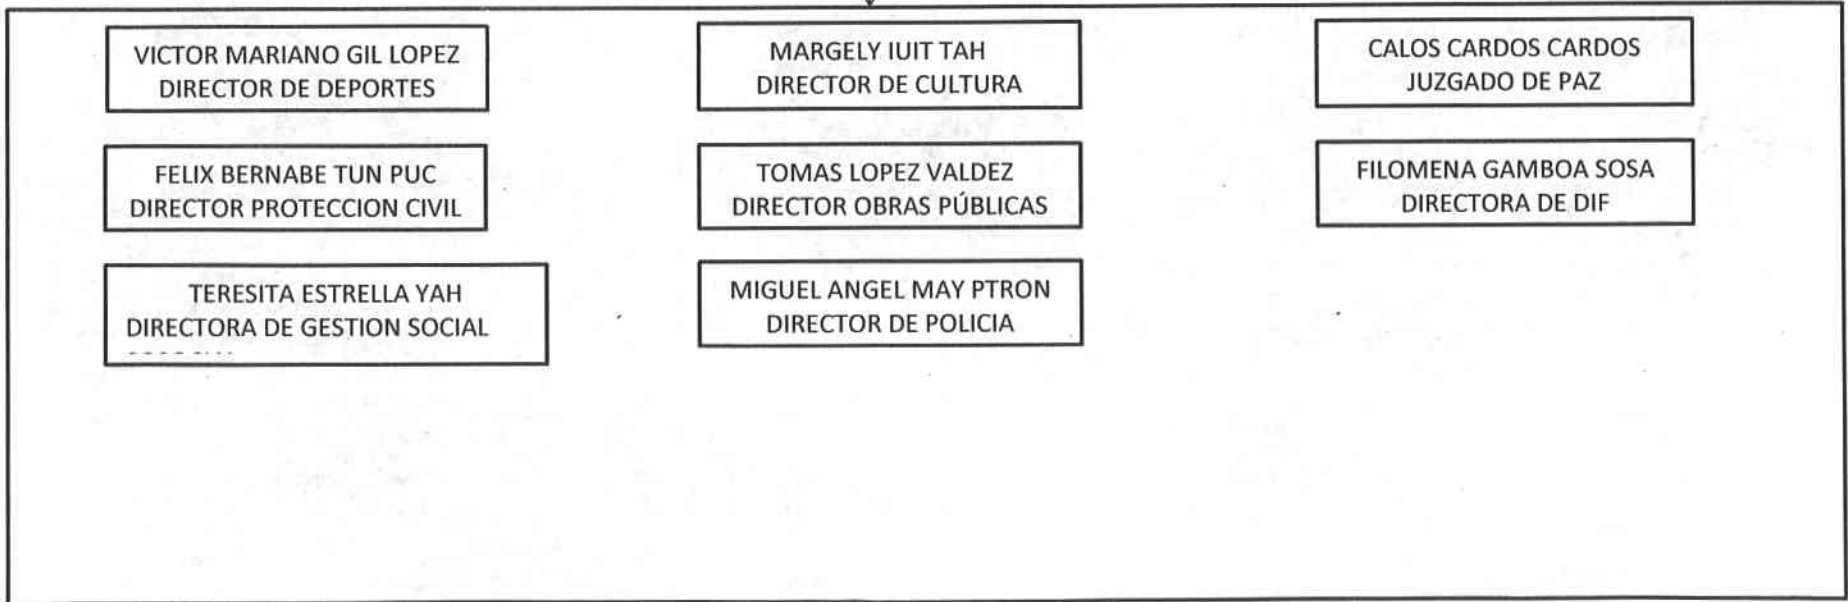 VICTOR MARIANO GIL LOPEZ
DIRECTOR DE DEPORTES
MARGELY IUIT TAH
DIRECTOR DE CULTURA
CALOS CARDOS CARDOS
JUZGADO DE PAZ
FELIX BERNABE TUN PUC
DIRECTOR PROTECCION CIVIL
TOMAS LOPEZ VALDEZ
DIRECTOR OBRAS PÚBLICAS
FILOMENA GAMBOA SOSA
DIRECTORA DE DIF
TERESITA ESTRELLA YAH
DIRECTORA DE GESTION SOCIAL
MIGUEL ANGEL MAY PTRON
DIRECTOR DE POLICIA